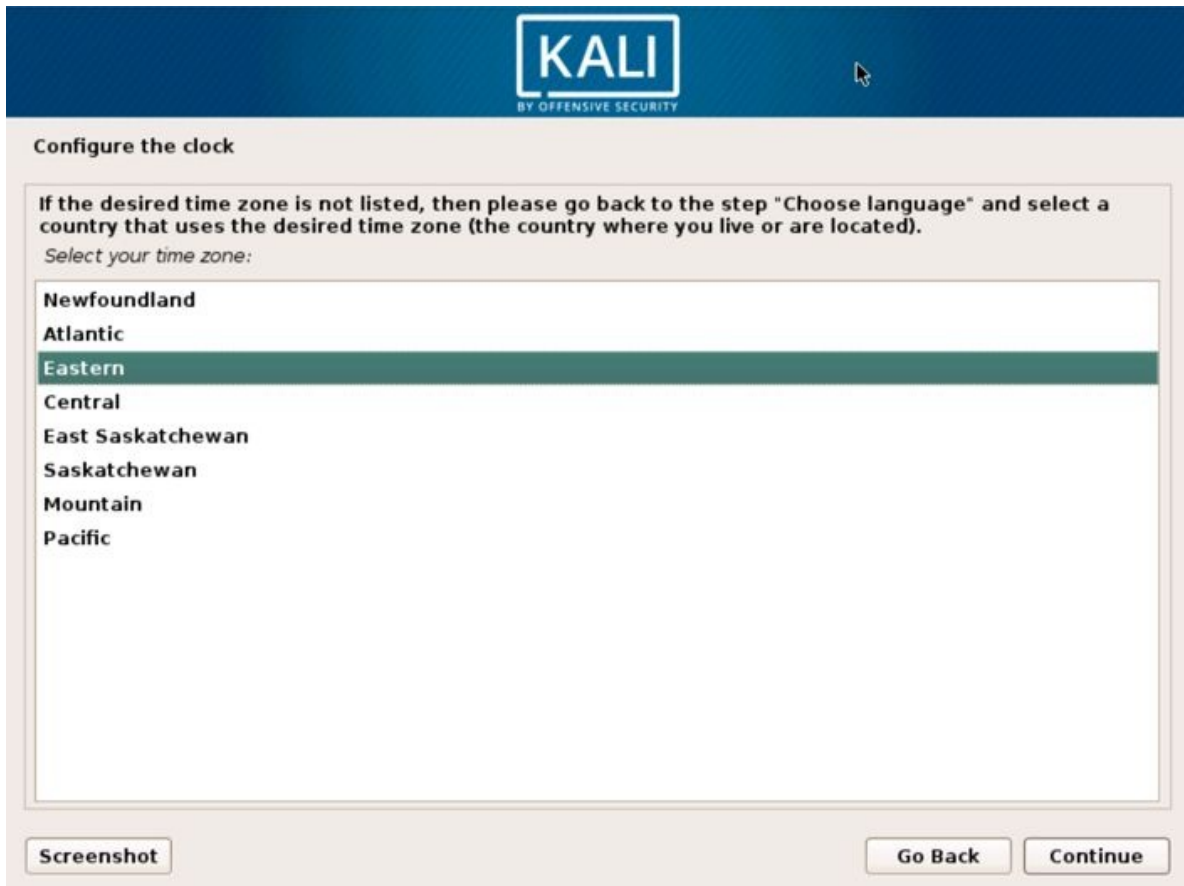 KALI
BY OFFENSIVE SECURITY
Configure the clock
If the desired time zone is not listed, then please go back to the step "Choose language" and select a
country that uses the desired time zone (the country where you live or are located).
Select your time zone:
Newfoundland
Atlantic
Eastern
Central
East Saskatchewan
Saskatchewan
Mountain
Pacific
Screenshot
Go Back
Continue